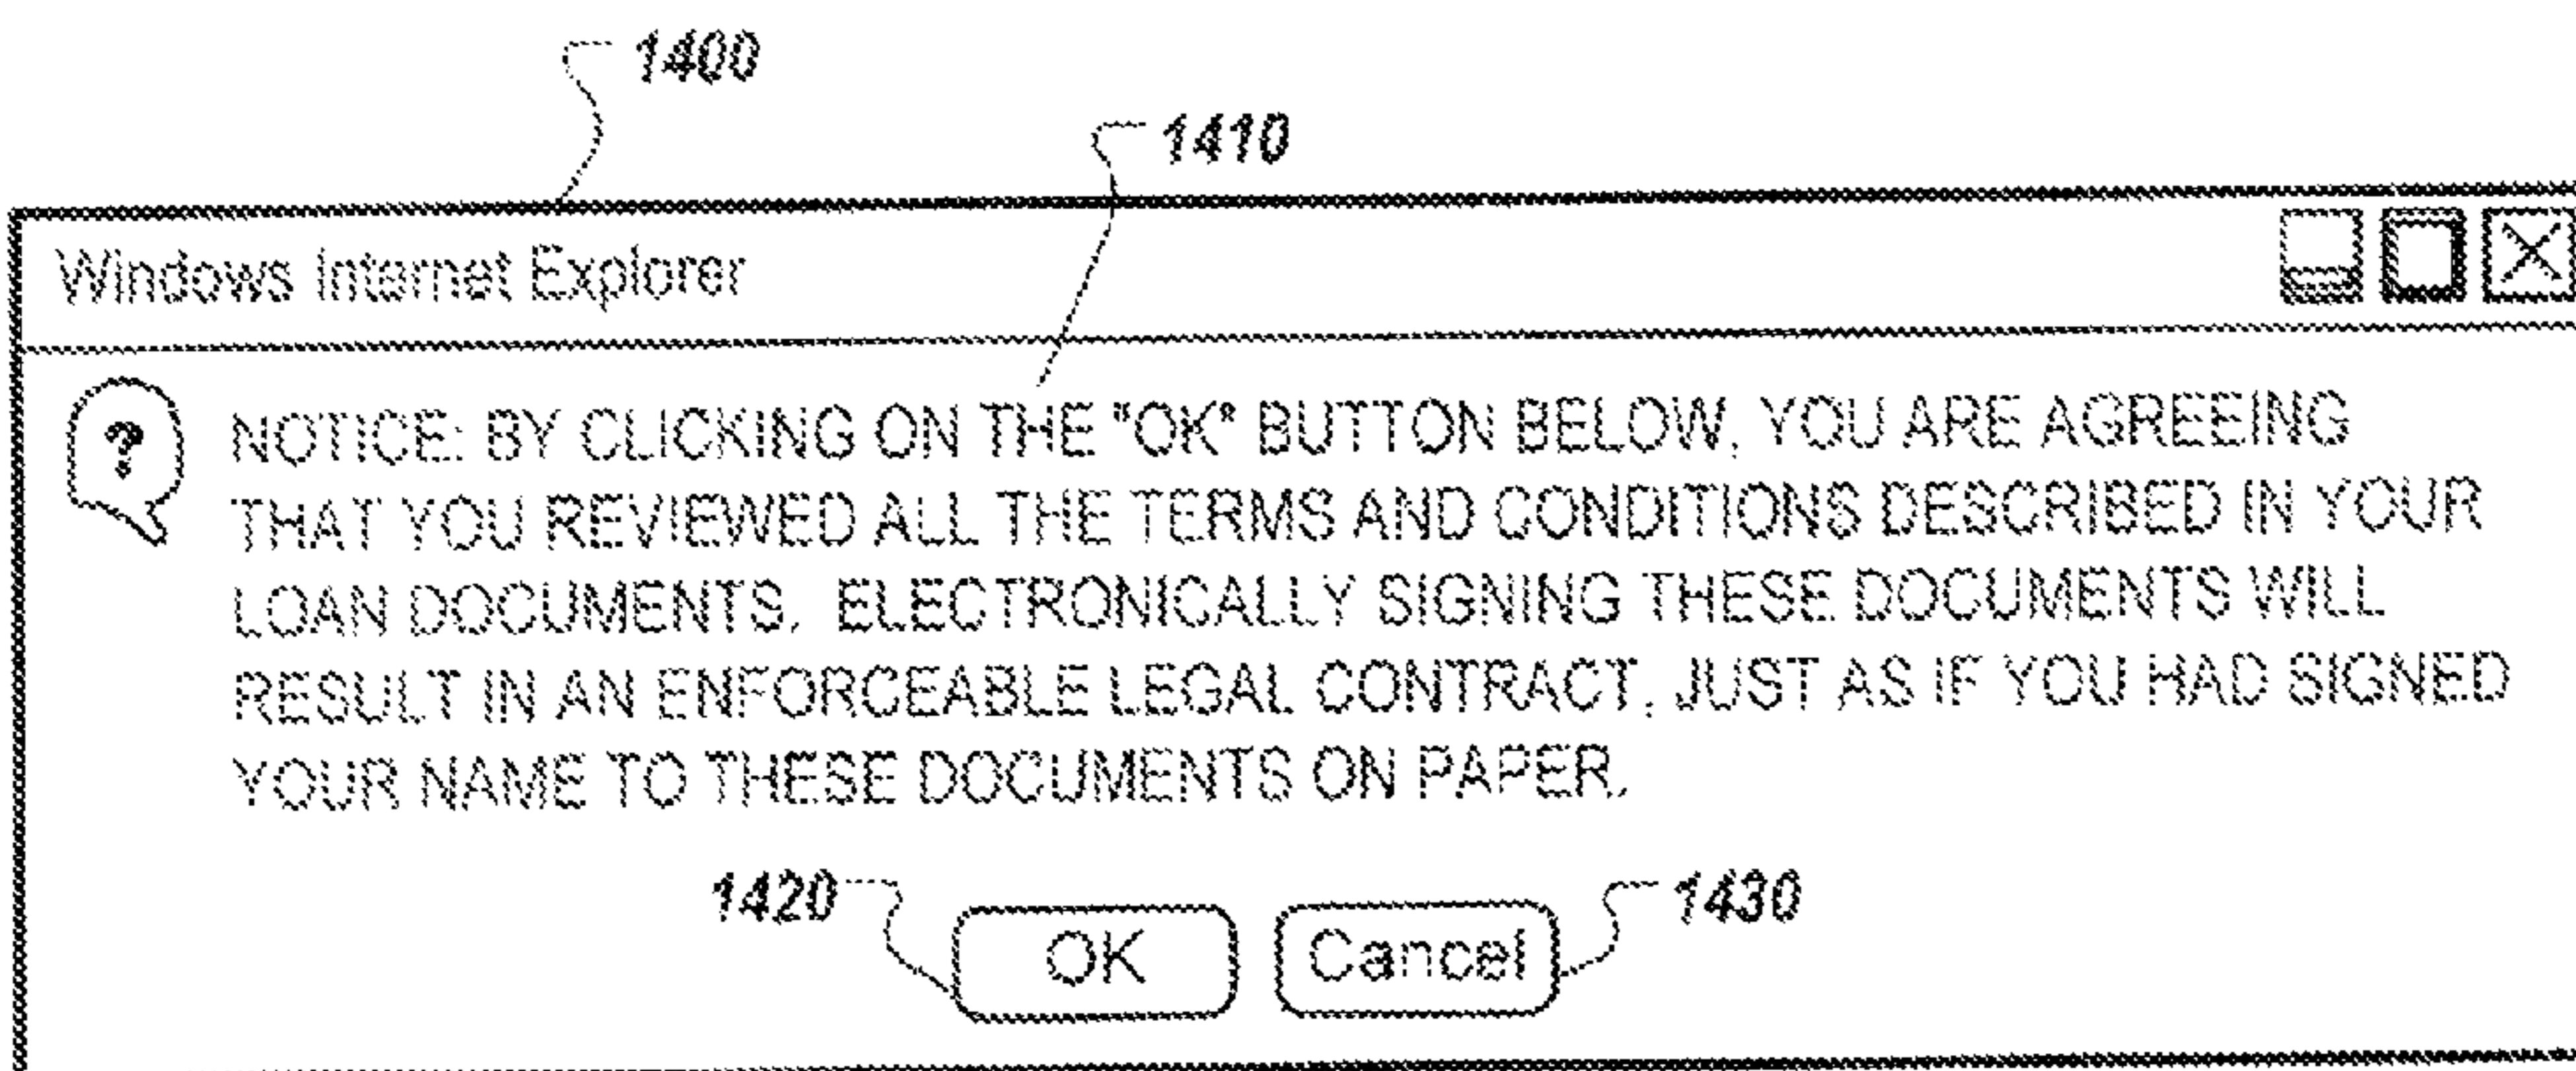 1400
1410
Windows Internet Explorer
? NOTICE: BY CLICKING ON THE "OK" BUTTON BELOW, YOU ARE AGREEING
THAT YOU REVIEWED ALL THE TERMS AND CONDITIONS DESCRIBED IN YOUR
LOAN DOCUMENTS. ELECTRONICALLY SIGNING THESE DOCUMENTS WILL
RESULT IN AN ENFORCEABLE LEGAL CONTRACT, JUST AS IF YOU HAD SIGNED
YOUR NAME TO THESE DOCUMENTS ON PAPER.
1420 OK Cancel 1430